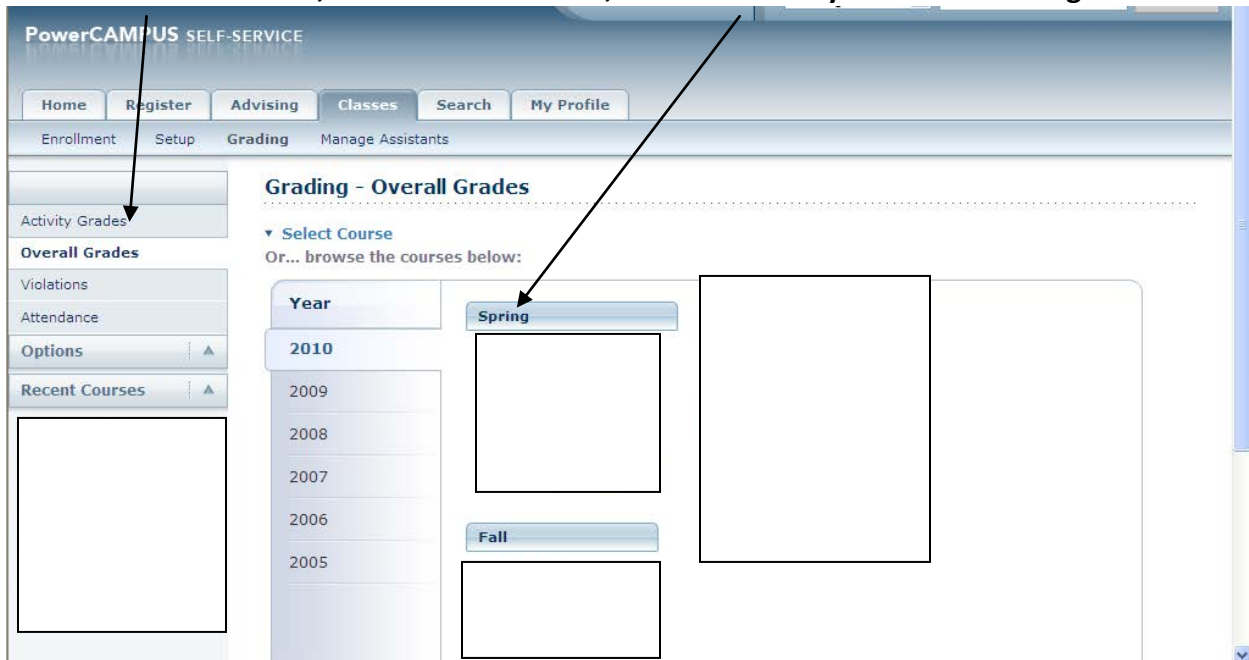 PowerCAMPUS SELF-SERVICE
Home Register Advising Classes Search My Profile
Enrollment Setup Grading Manage Assistants
Grading - Overall Grades
Activity Grades
Overall Grades
Violations
Attendance
Options
Recent Courses
Select Course
Or... browse the courses below:
Year
2010
2009
2008
2007
2006
2005
Spring
Fall